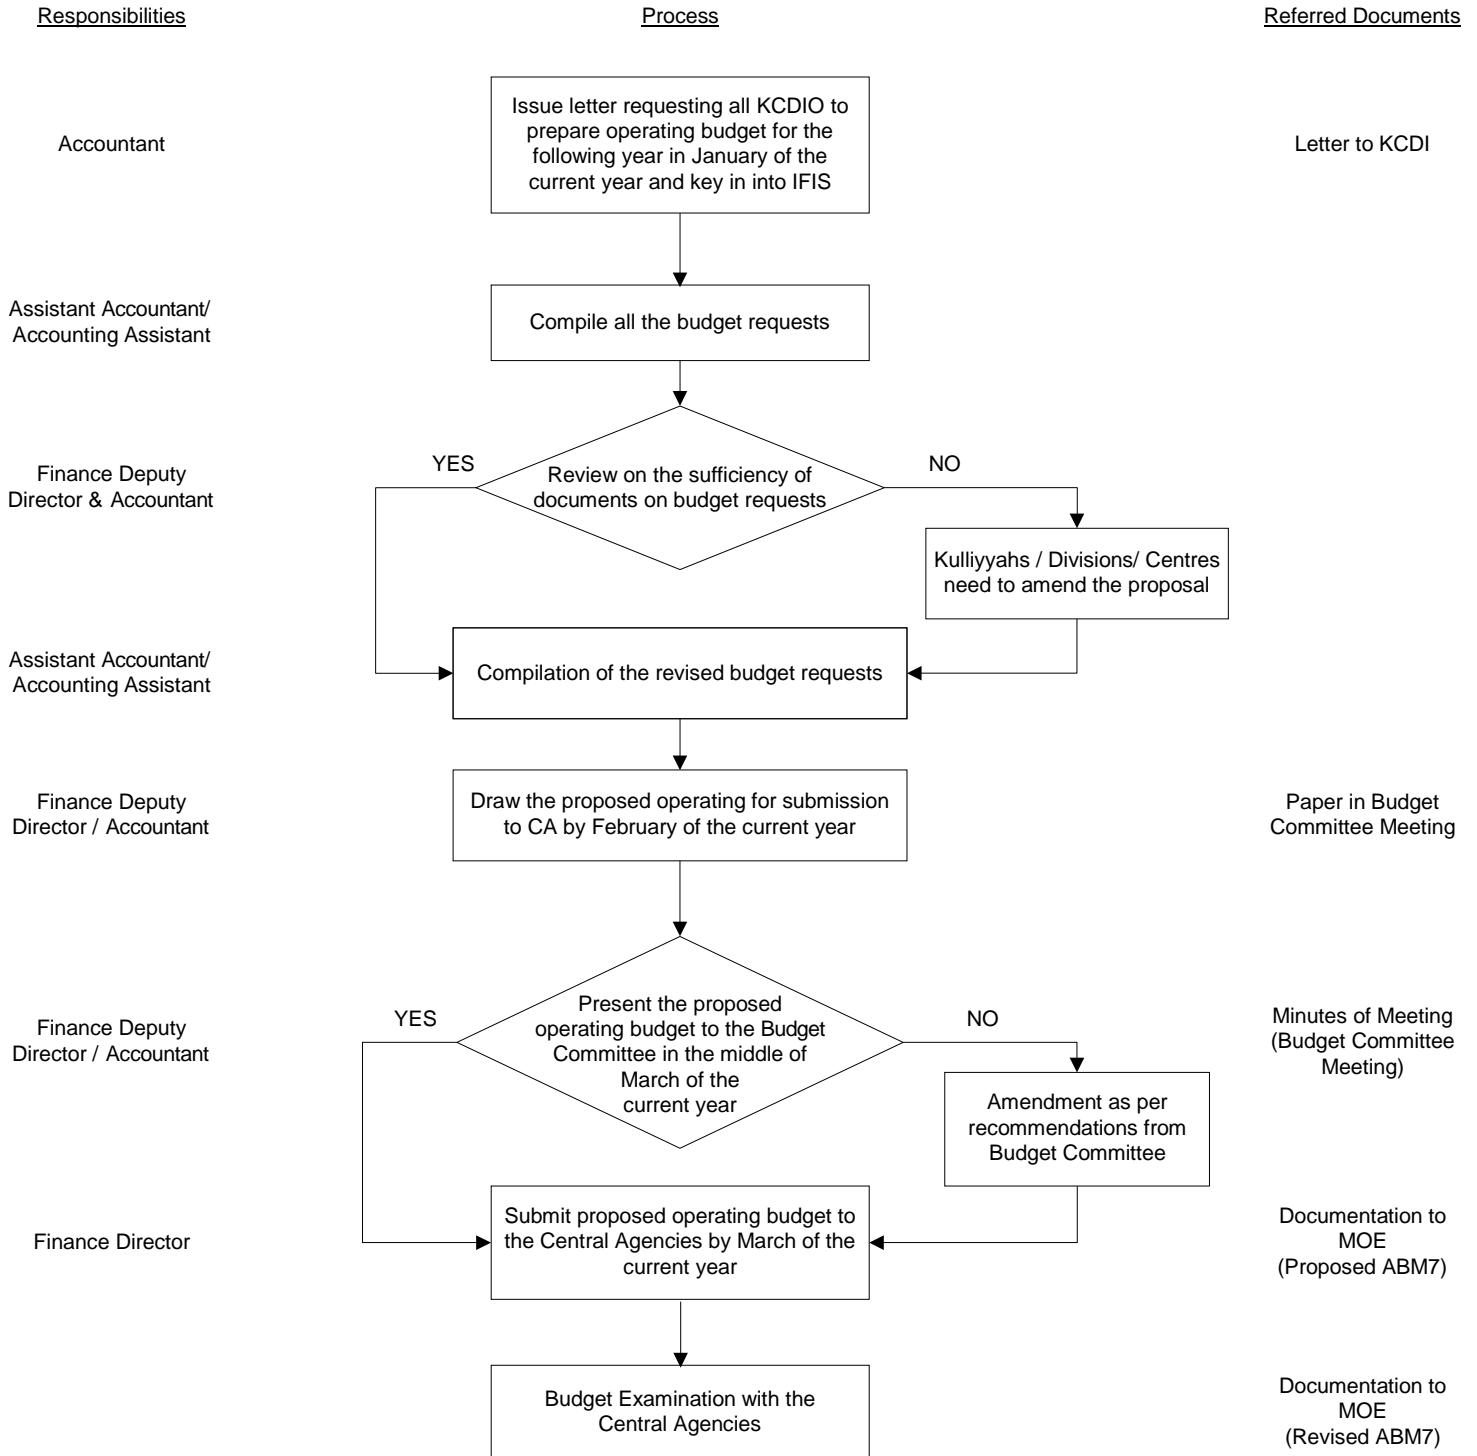 Responsibilities
Process
Referred Documents
Accountant
Issue letter requesting all KCDIO to
prepare operating budget for the
following year in January of the
current year and key in into IFIS
Letter to KCDI
Assistant Accountant/
Accounting Assistant
Compile all the budget requests
Finance Deputy
Director & Accountant
YES
Review on the sufficiency of
documents on budget requests
NO
Kulliyyahs / Divisions/ Centres
need to amend the proposal
Assistant Accountant/
Accounting Assistant
Compilation of the revised budget requests
Finance Deputy
Director / Accountant
Draw the proposed operating for submission
to CA by February of the current year
Paper in Budget
Committee Meeting
Finance Deputy
Director / Accountant
YES
Present the proposed
operating budget to the Budget
Committee in the middle of
March of the
current year
NO
Minutes of Meeting
(Budget Committee
Meeting)
Amendment as per
recommendations from
Budget Committee
Finance Director
Submit proposed operating budget to
the Central Agencies by March of the
current year
Documentation to
MOE
(Proposed ABM7)
Budget Examination with the
Central Agencies
Documentation to
MOE
(Revised ABM7)